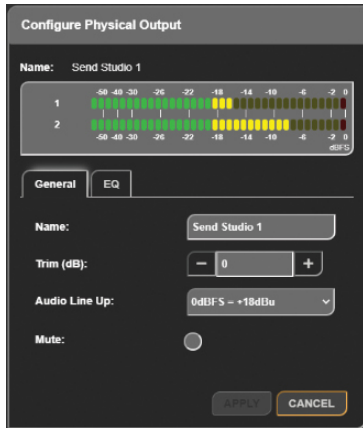 Configure Physical Output
Name: Send Studio 1
-50 -40 -30 -26 -22 -18 -14 -10 -6 -2 0
1
2
-50 -40 -30 -26 -22 -18 -14 -10 -6 -2 0
dBFS
General EQ
Name: Send Studio 1
Trim (dB): − 0 +
Audio Line Up: 0dBFS = +18dBu
Mute:
APPLY CANCEL